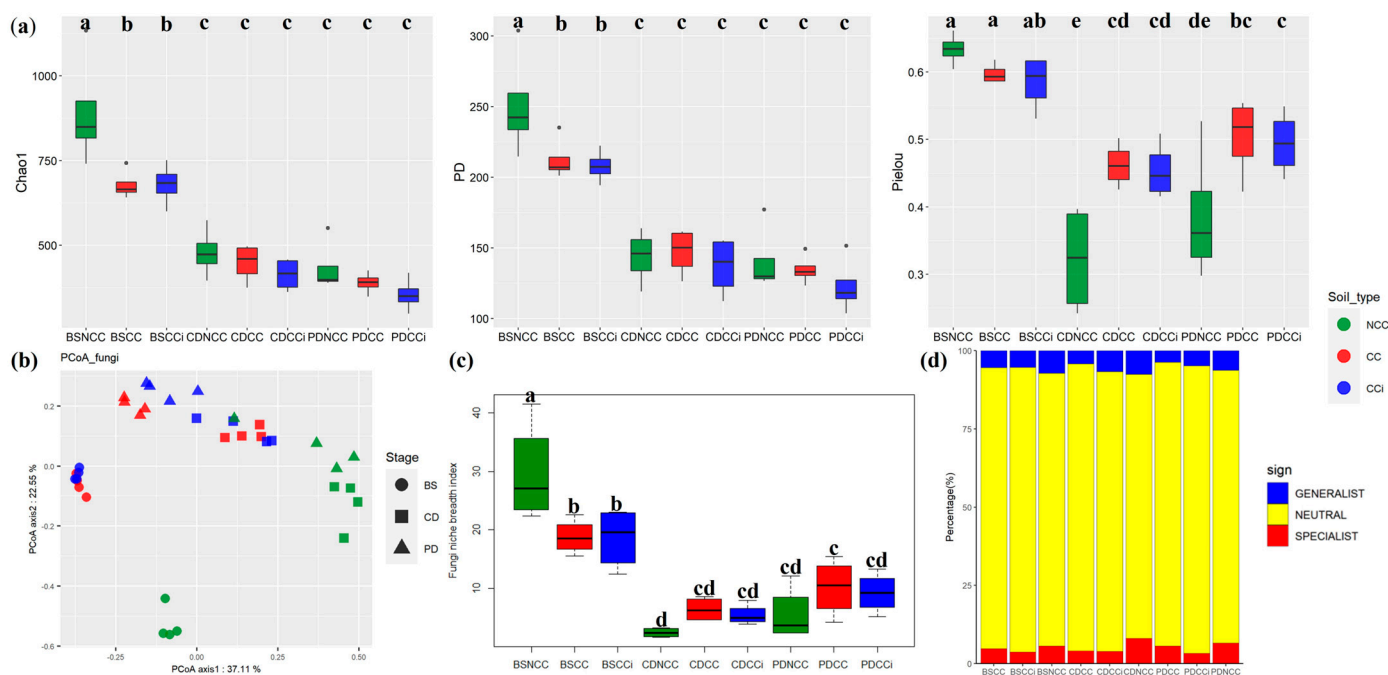 (a)
a b b c c c c c c
Chao1
1000
750
500
BSNCC BSCC BSCCi CDNCC CDCC CDCCi PDNCC PDCC PDCCi
a b b c c c c c c
PD
300
250
200
150
100
BSNCC BSCC BSCCi CDNCC CDCC CDCCi PDNCC PDCC PDCCi
a a ab e cd cd de bc c
Pielou
0.6
0.5
0.4
0.3
BSNCC BSCC BSCCi CDNCC CDCC CDCCi PDNCC PDCC PDCCi
Soil_type
NCC
CC
CCi
(b)
PCoA_fungi
PCoA axis2 : 22.55 %
0.2
0.0
-0.2
-0.4
-0.6
-0.25 0.00 0.25 0.50
PCoA axis1 : 37.11 %
Stage
BS
CD
PD
(c)
Fungi niche breadth index
40
30
20
10
a b b d cd cd cd c cd
BSNCC BSCC BSCCi CDNCC CDCC CDCCi PDNCC PDCC PDCCi
(d)
Percentage(%)
100
75
50
25
0
BSCC BSCCi BSNCC CDCC CDCCi CDNCC PDCC PDCCi PDNCC
sign
GENERALIST
NEUTRAL
SPECIALIST